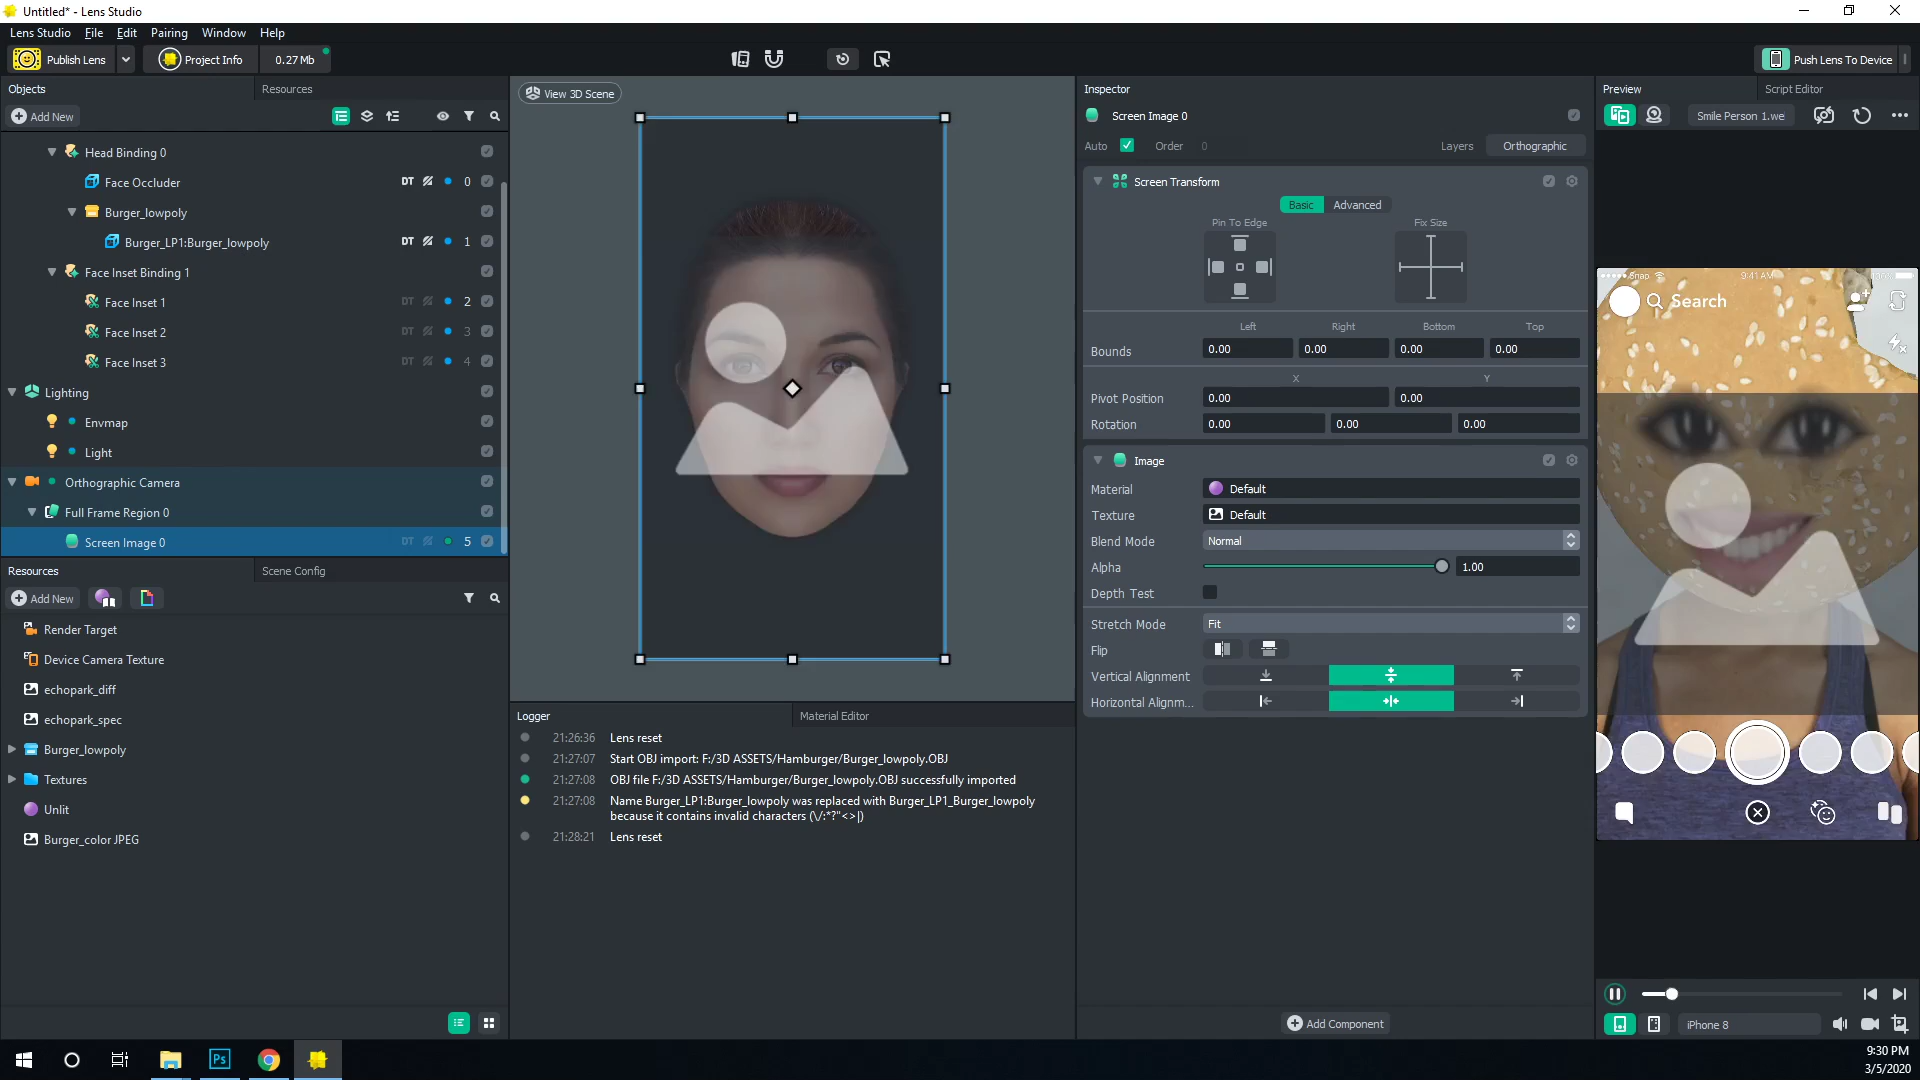 Untitled* - Lens Studio
Lens Studio File Edit Pairing Window Help
Publish Lens Project Info 0.27 Mb Push Lens To Device
Objects Resources
Add New
Head Binding 0
Face Occluder DT 0
Burger_lowpoly
Burger_LP1:Burger_lowpoly DT 1
Face Inset Binding 1
Face Inset 1 DT 2
Face Inset 2 DT 3
Face Inset 3 DT 4
Lighting
Envmap
Light
Orthographic Camera
Full Frame Region 0
Screen Image 0 DT 5
Resources Scene Config
Add New
Render Target
Device Camera Texture
echopark_diff
echopark_spec
Burger_lowpoly
Textures
Unlit
Burger_color JPEG
View 3D Scene
Logger Material Editor
21:26:36 Lens reset
21:27:07 Start OBJ import: F:/3D ASSETS/Hamburger/Burger_lowpoly.OBJ
21:27:08 OBJ file F:/3D ASSETS/Hamburger/Burger_lowpoly.OBJ successfully imported
21:27:08 Name Burger_LP1:Burger_lowpoly was replaced with Burger_LP1_Burger_lowpoly
because it contains invalid characters (\/:*?"<>|)
21:28:21 Lens reset
Inspector
Screen Image 0
Auto Order 0 Layers Orthographic
Screen Transform
Basic Advanced
Pin To Edge Fix Size
Left Right Bottom Top
Bounds 0.00 0.00 0.00 0.00
X Y
Pivot Position 0.00 0.00
Rotation 0.00 0.00 0.00
Image
Material Default
Texture Default
Blend Mode Normal
Alpha 1.00
Depth Test
Stretch Mode Fit
Flip
Vertical Alignment
Horizontal Alignm...
Add Component
Preview Script Editor
Smile Person 1.we
Snap 9:41 AM
Search
iPhone 8
Ps
9:30 PM
3/5/2020